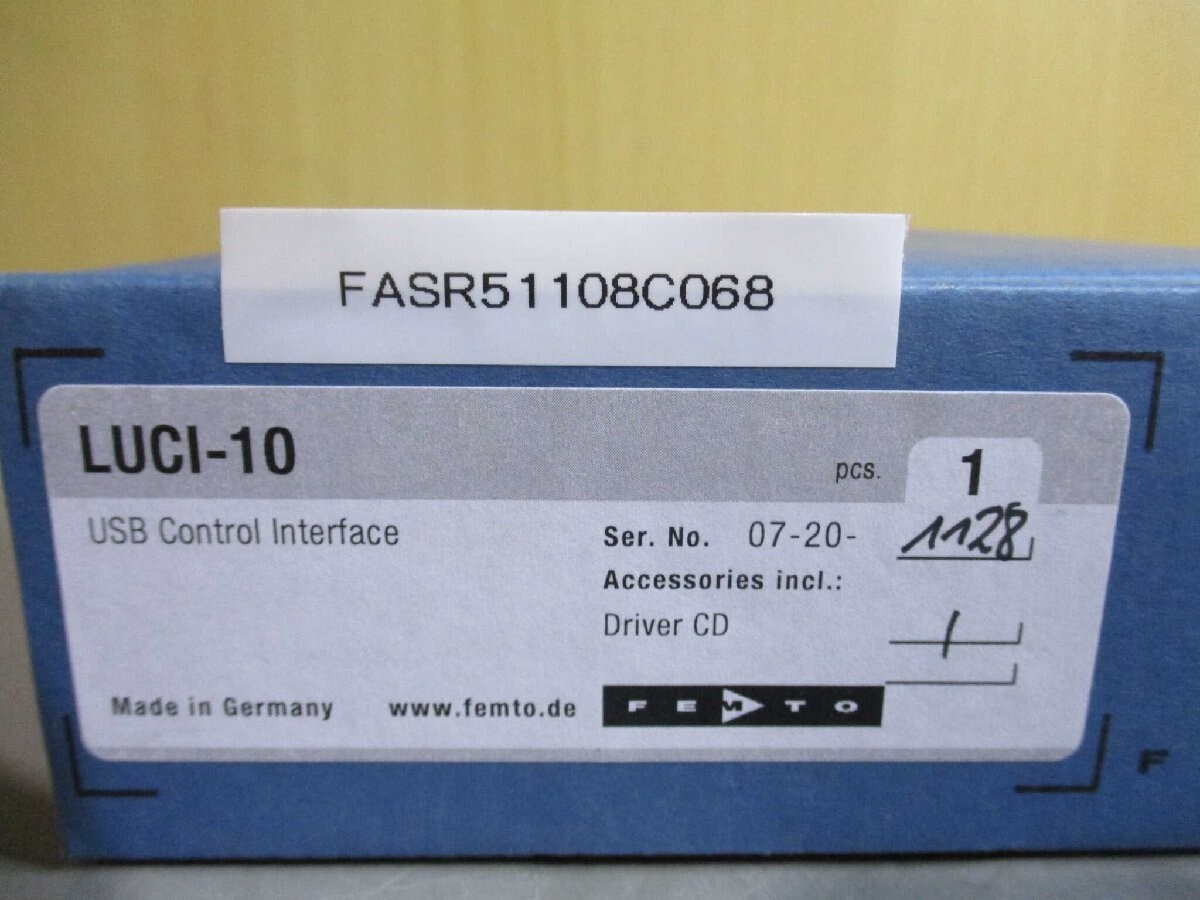 FASR51108C068
LUCI-10
pcs. 1
USB Control Interface
Ser. No. 07-20- 1128
Accessories incl.:
Driver CD 1
Made in Germany www.femto.de FEMTO
F